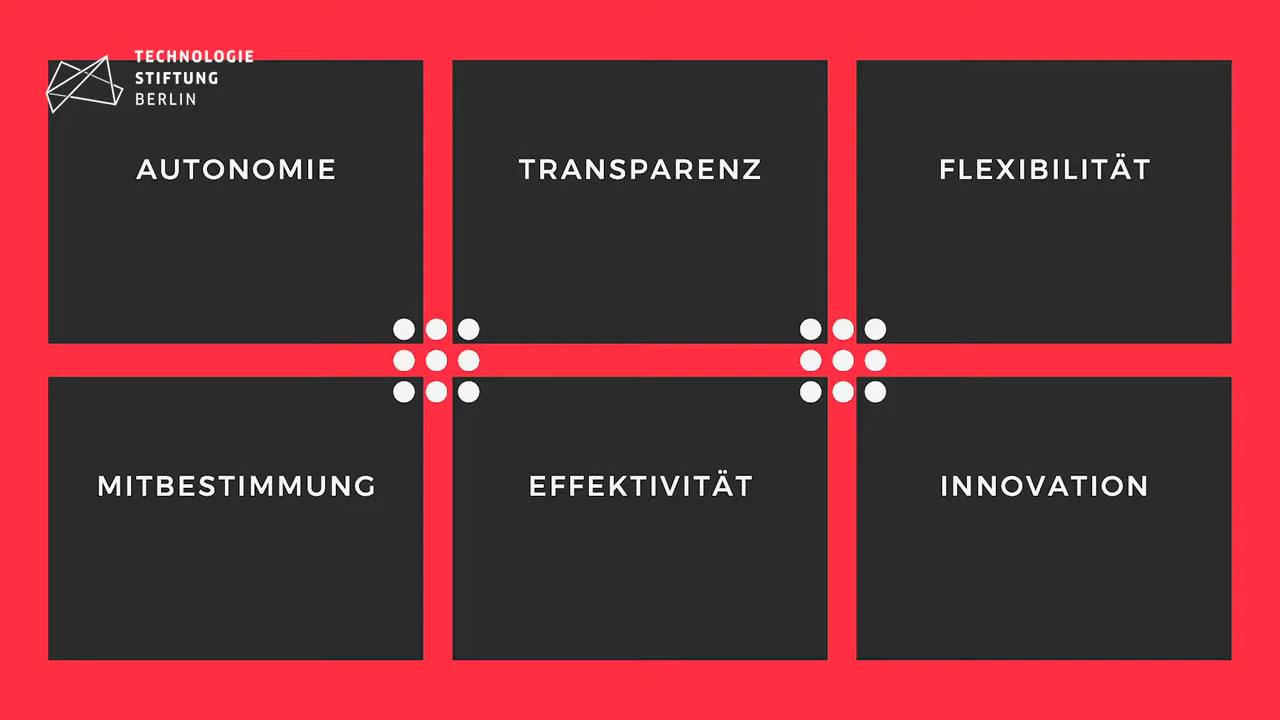 TECHNOLOGIE
STIFTUNG
BERLIN
AUTONOMIE
TRANSPARENZ
FLEXIBILITÄT
MITBESTIMMUNG
EFFEKTIVITÄT
INNOVATION